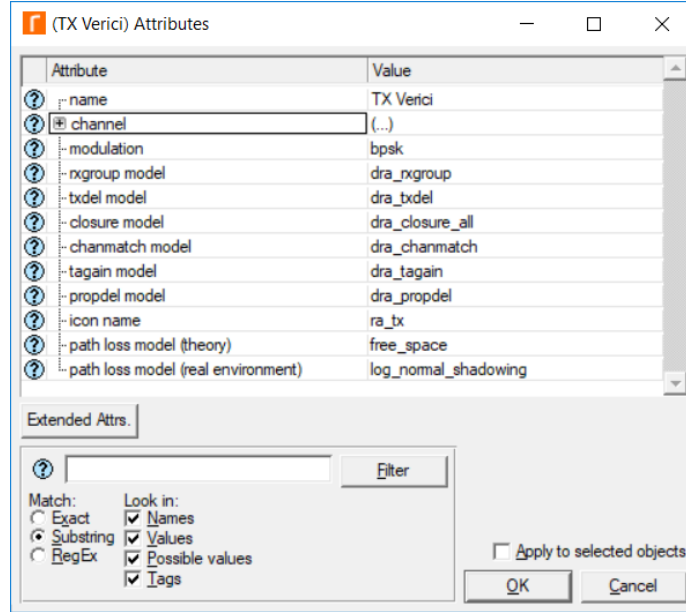 (TX Verici) Attributes
Attribute Value
name TX Verici
channel (...)
modulation bpsk
rxgroup model dra_rxgroup
txdel model dra_txdel
closure model dra_closure_all
chanmatch model dra_chanmatch
tagain model dra_tagain
propdel model dra_propdel
icon name ra_tx
path loss model (theory) free_space
path loss model (real environment) log_normal_shadowing
Extended Attrs.
Filter
Match: Look in:
Exact Names
Substring Values
RegEx Possible values
Tags
Apply to selected objects
OK Cancel